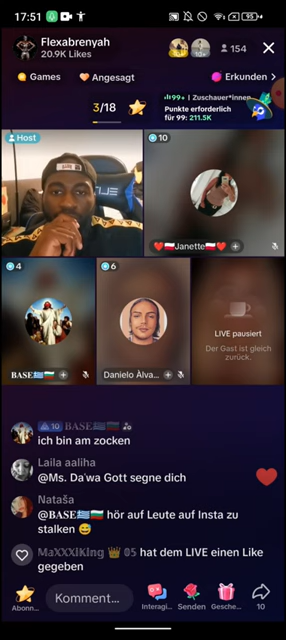 17:51
95
Flexabrenyah
20.9K Likes
154
Games
Angesagt
Erkunden
3/18
99+ | Zuschauer*innen
Punkte erforderlich
für 99: 211.5K
Host
10
❤️🇵🇱Janette🇵🇱❤️
4
BASE🇬🇷🇧🇬
6
Danielo Àlva...
LIVE pausiert
Der Gast ist gleich
zurück.
10 BASE🇬🇷🇧🇬
ich bin am zocken
Laila aaliha
@Ms. Da'wa Gott segne dich
Nataša
@BASE🇬🇷🇧🇬 hör auf Leute auf Insta zu
stalken 😅
MaXXXIKIng 👑 05 hat dem LIVE einen Like
gegeben
Abonn...
Kommen...
Interagi...
Senden
Gesche...
10